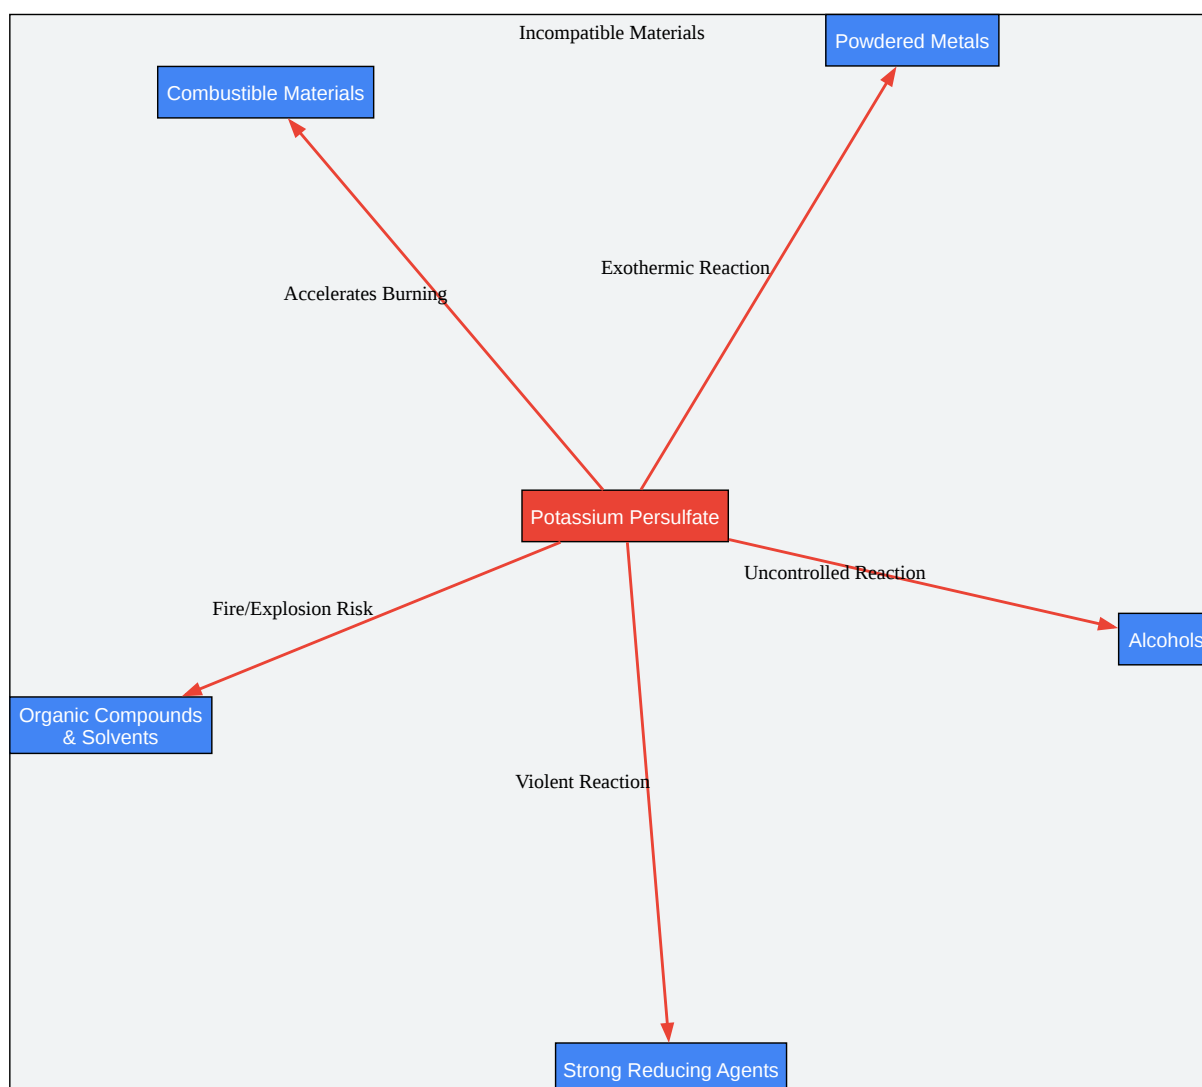 Incompatible Materials
Powdered Metals
Combustible Materials
Exothermic Reaction
Accelerates Burning
Potassium Persulfate
Uncontrolled Reaction
Fire/Explosion Risk
Alcohols
Organic Compounds
& Solvents
Violent Reaction
Strong Reducing Agents